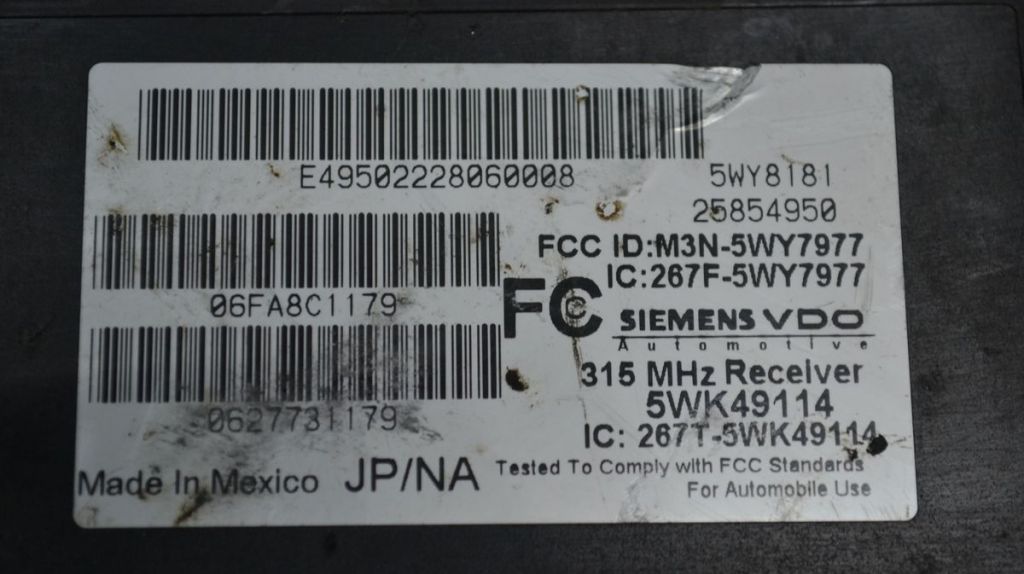 E49502228060008
5WY8181
25854950
FCC ID:M3N-5WY7977
IC:267F-5WY7977
06FA8C1179
FC
SIEMENS VDO
Automotive
315 MHz Receiver
5WK49114
0627731179
IC: 267T-5WK49114
Made In Mexico JP/NA
Tested To Comply with FCC Standards
For Automobile Use